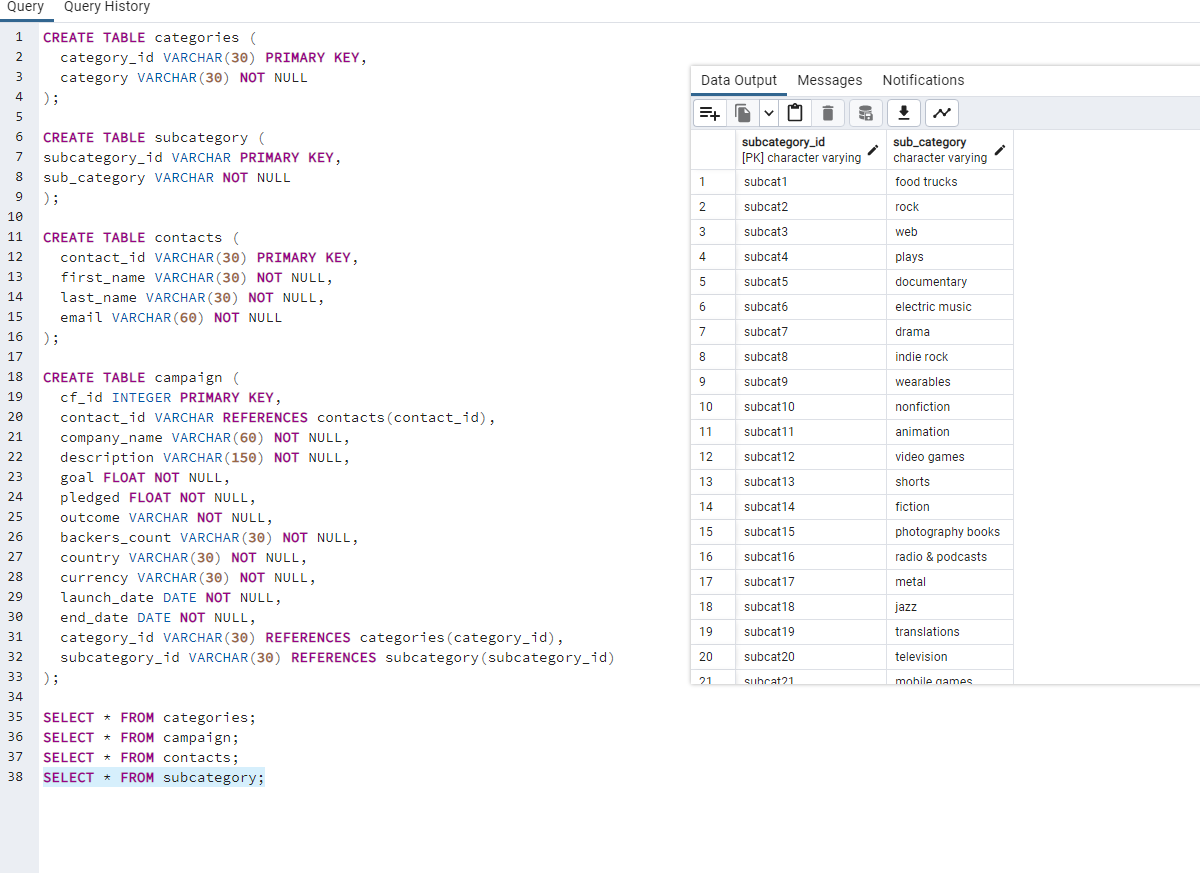 Query Query History
1 CREATE TABLE categories (
2 category_id VARCHAR(30) PRIMARY KEY,
3 category VARCHAR(30) NOT NULL
4 );
5
6 CREATE TABLE subcategory (
7 subcategory_id VARCHAR PRIMARY KEY,
8 sub_category VARCHAR NOT NULL
9 );
10
11 CREATE TABLE contacts (
12 contact_id VARCHAR(30) PRIMARY KEY,
13 first_name VARCHAR(30) NOT NULL,
14 last_name VARCHAR(30) NOT NULL,
15 email VARCHAR(60) NOT NULL
16 );
17
18 CREATE TABLE campaign (
19 cf_id INTEGER PRIMARY KEY,
20 contact_id VARCHAR REFERENCES contacts(contact_id),
21 company_name VARCHAR(60) NOT NULL,
22 description VARCHAR(150) NOT NULL,
23 goal FLOAT NOT NULL,
24 pledged FLOAT NOT NULL,
25 outcome VARCHAR NOT NULL,
26 backers_count VARCHAR(30) NOT NULL,
27 country VARCHAR(30) NOT NULL,
28 currency VARCHAR(30) NOT NULL,
29 launch_date DATE NOT NULL,
30 end_date DATE NOT NULL,
31 category_id VARCHAR(30) REFERENCES categories(category_id),
32 subcategory_id VARCHAR(30) REFERENCES subcategory(subcategory_id)
33 );
34
35 SELECT * FROM categories;
36 SELECT * FROM campaign;
37 SELECT * FROM contacts;
38 SELECT * FROM subcategory;
Data Output Messages Notifications
subcategory_id sub_category
[PK] character varying character varying
1 subcat1 food trucks
2 subcat2 rock
3 subcat3 web
4 subcat4 plays
5 subcat5 documentary
6 subcat6 electric music
7 subcat7 drama
8 subcat8 indie rock
9 subcat9 wearables
10 subcat10 nonfiction
11 subcat11 animation
12 subcat12 video games
13 subcat13 shorts
14 subcat14 fiction
15 subcat15 photography books
16 subcat16 radio & podcasts
17 subcat17 metal
18 subcat18 jazz
19 subcat19 translations
20 subcat20 television
21 subcat21 mobile games